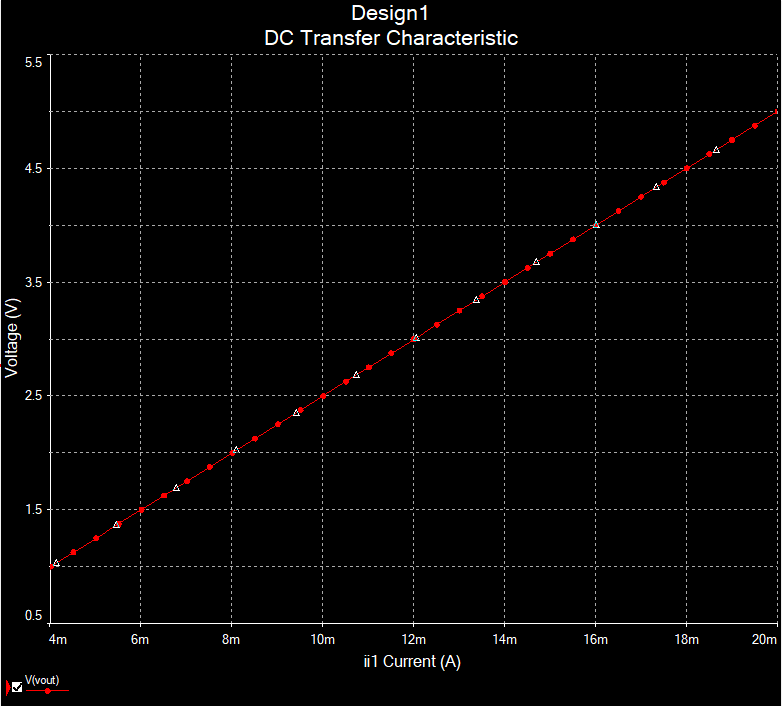 Design1
DC Transfer Characteristic
5.5
4.5
3.5
2.5
1.5
0.5
Voltage (V)
4m 6m 8m 10m 12m 14m 16m 18m 20m
ii1 Current (A)
V(vout)